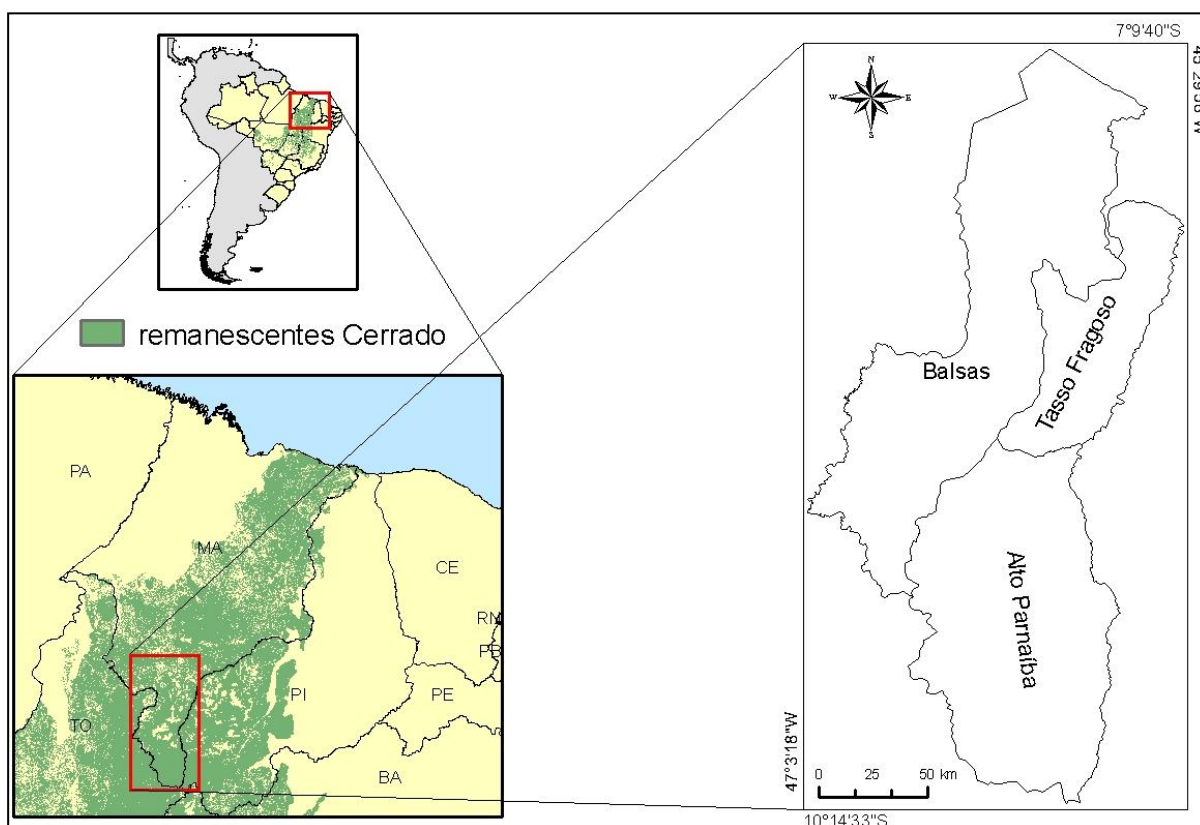 remanescentes Cerrado
PA
MA
CE
RN
PB
PI
PE
TO
BA
7°9'40"S
N
W
E
S
Balsas
Tasso Fragoso
Alto Parnaíba
47°3'18"W
0 25 50 km
10°14'33"S